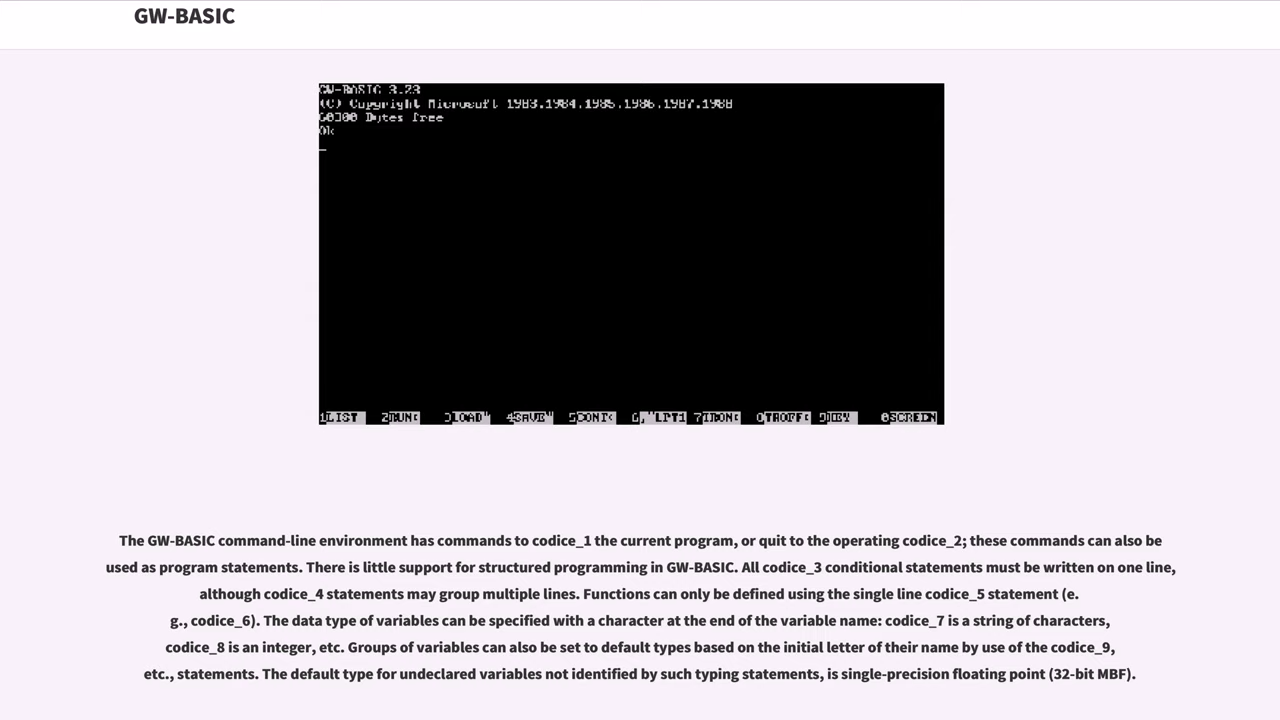 GW-BASIC
GW-BASIC 3.23
(C) Copyright Microsoft 1983,1984,1985,1986,1987,1988
Bytes free
Ok
1LIST 2RUN 3LOAD" 4SAVE" 5CONT 6,"LPT1 7TRON 8TROFF 9KEY 0SCREEN
The GW-BASIC command-line environment has commands to codice_1 the current program, or quit to the operating codice_2; these commands can also be
used as program statements. There is little support for structured programming in GW-BASIC. All codice_3 conditional statements must be written on one line,
although codice_4 statements may group multiple lines. Functions can only be defined using the single line codice_5 statement (e.
g., codice_6). The data type of variables can be specified with a character at the end of the variable name: codice_7 is a string of characters,
codice_8 is an integer, etc. Groups of variables can also be set to default types based on the initial letter of their name by use of the codice_9,
etc., statements. The default type for undeclared variables not identified by such typing statements, is single-precision floating point (32-bit MBF).